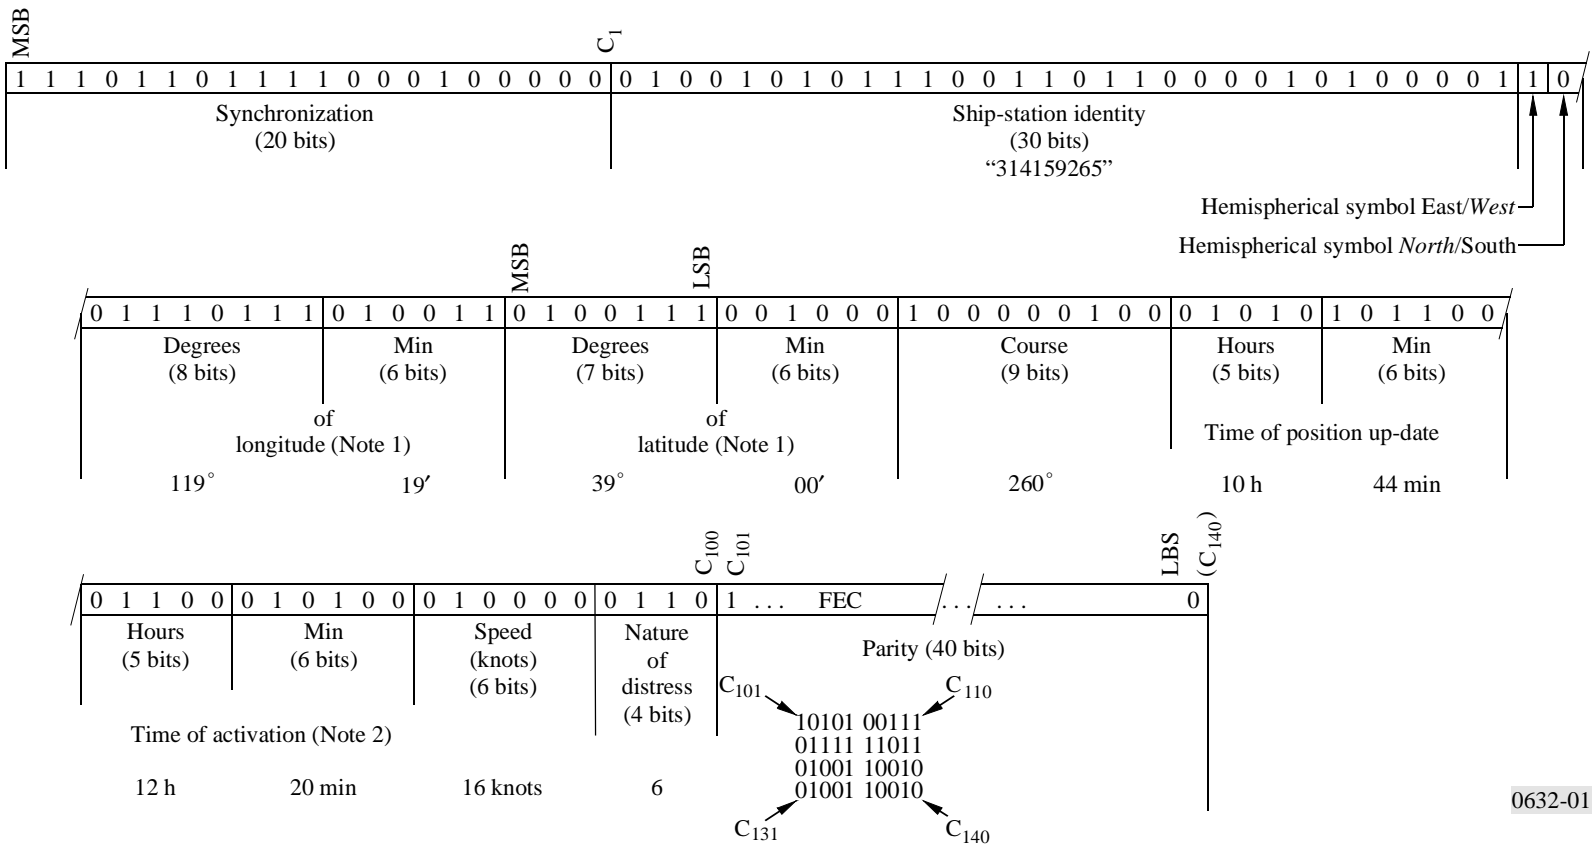 MSB
C1
1 1 1 0 1 1 0 1 1 1 1 0 0 0 1 0 0 0 0 0 0 1 0 0 1 0 1 0 1 1 1 0 0 1 1 0 1 1 0 0 0 0 1 0 1 0 0 0 0 1 1 0
Synchronization
(20 bits)
Ship-station identity
(30 bits)
“314159265”
Hemispherical symbol East/West
Hemispherical symbol North/South
MSB
LSB
0 1 1 1 0 1 1 1 0 1 0 0 1 1 0 1 0 0 1 1 1 0 0 1 0 0 0 1 0 0 0 0 0 1 0 0 0 1 0 1 0 1 0 1 1 0 0
Degrees
(8 bits)
Min
(6 bits)
Degrees
(7 bits)
Min
(6 bits)
Course
(9 bits)
Hours
(5 bits)
Min
(6 bits)
of
longitude (Note 1)
of
latitude (Note 1)
Time of position up-date
119° 19′ 39° 00′ 260° 10 h 44 min
C100
C101
LBS
(C140)
0 1 1 0 0 0 1 0 1 0 0 0 1 0 0 0 0 0 1 1 0 1 . . . FEC . . . . . . 0
Hours
(5 bits)
Min
(6 bits)
Speed
(knots)
(6 bits)
Nature
of
distress
(4 bits)
Parity (40 bits)
C101
C110
10101 00111
01111 11011
01001 10010
01001 10010
C131
C140
Time of activation (Note 2)
12 h 20 min 16 knots 6
0632-01